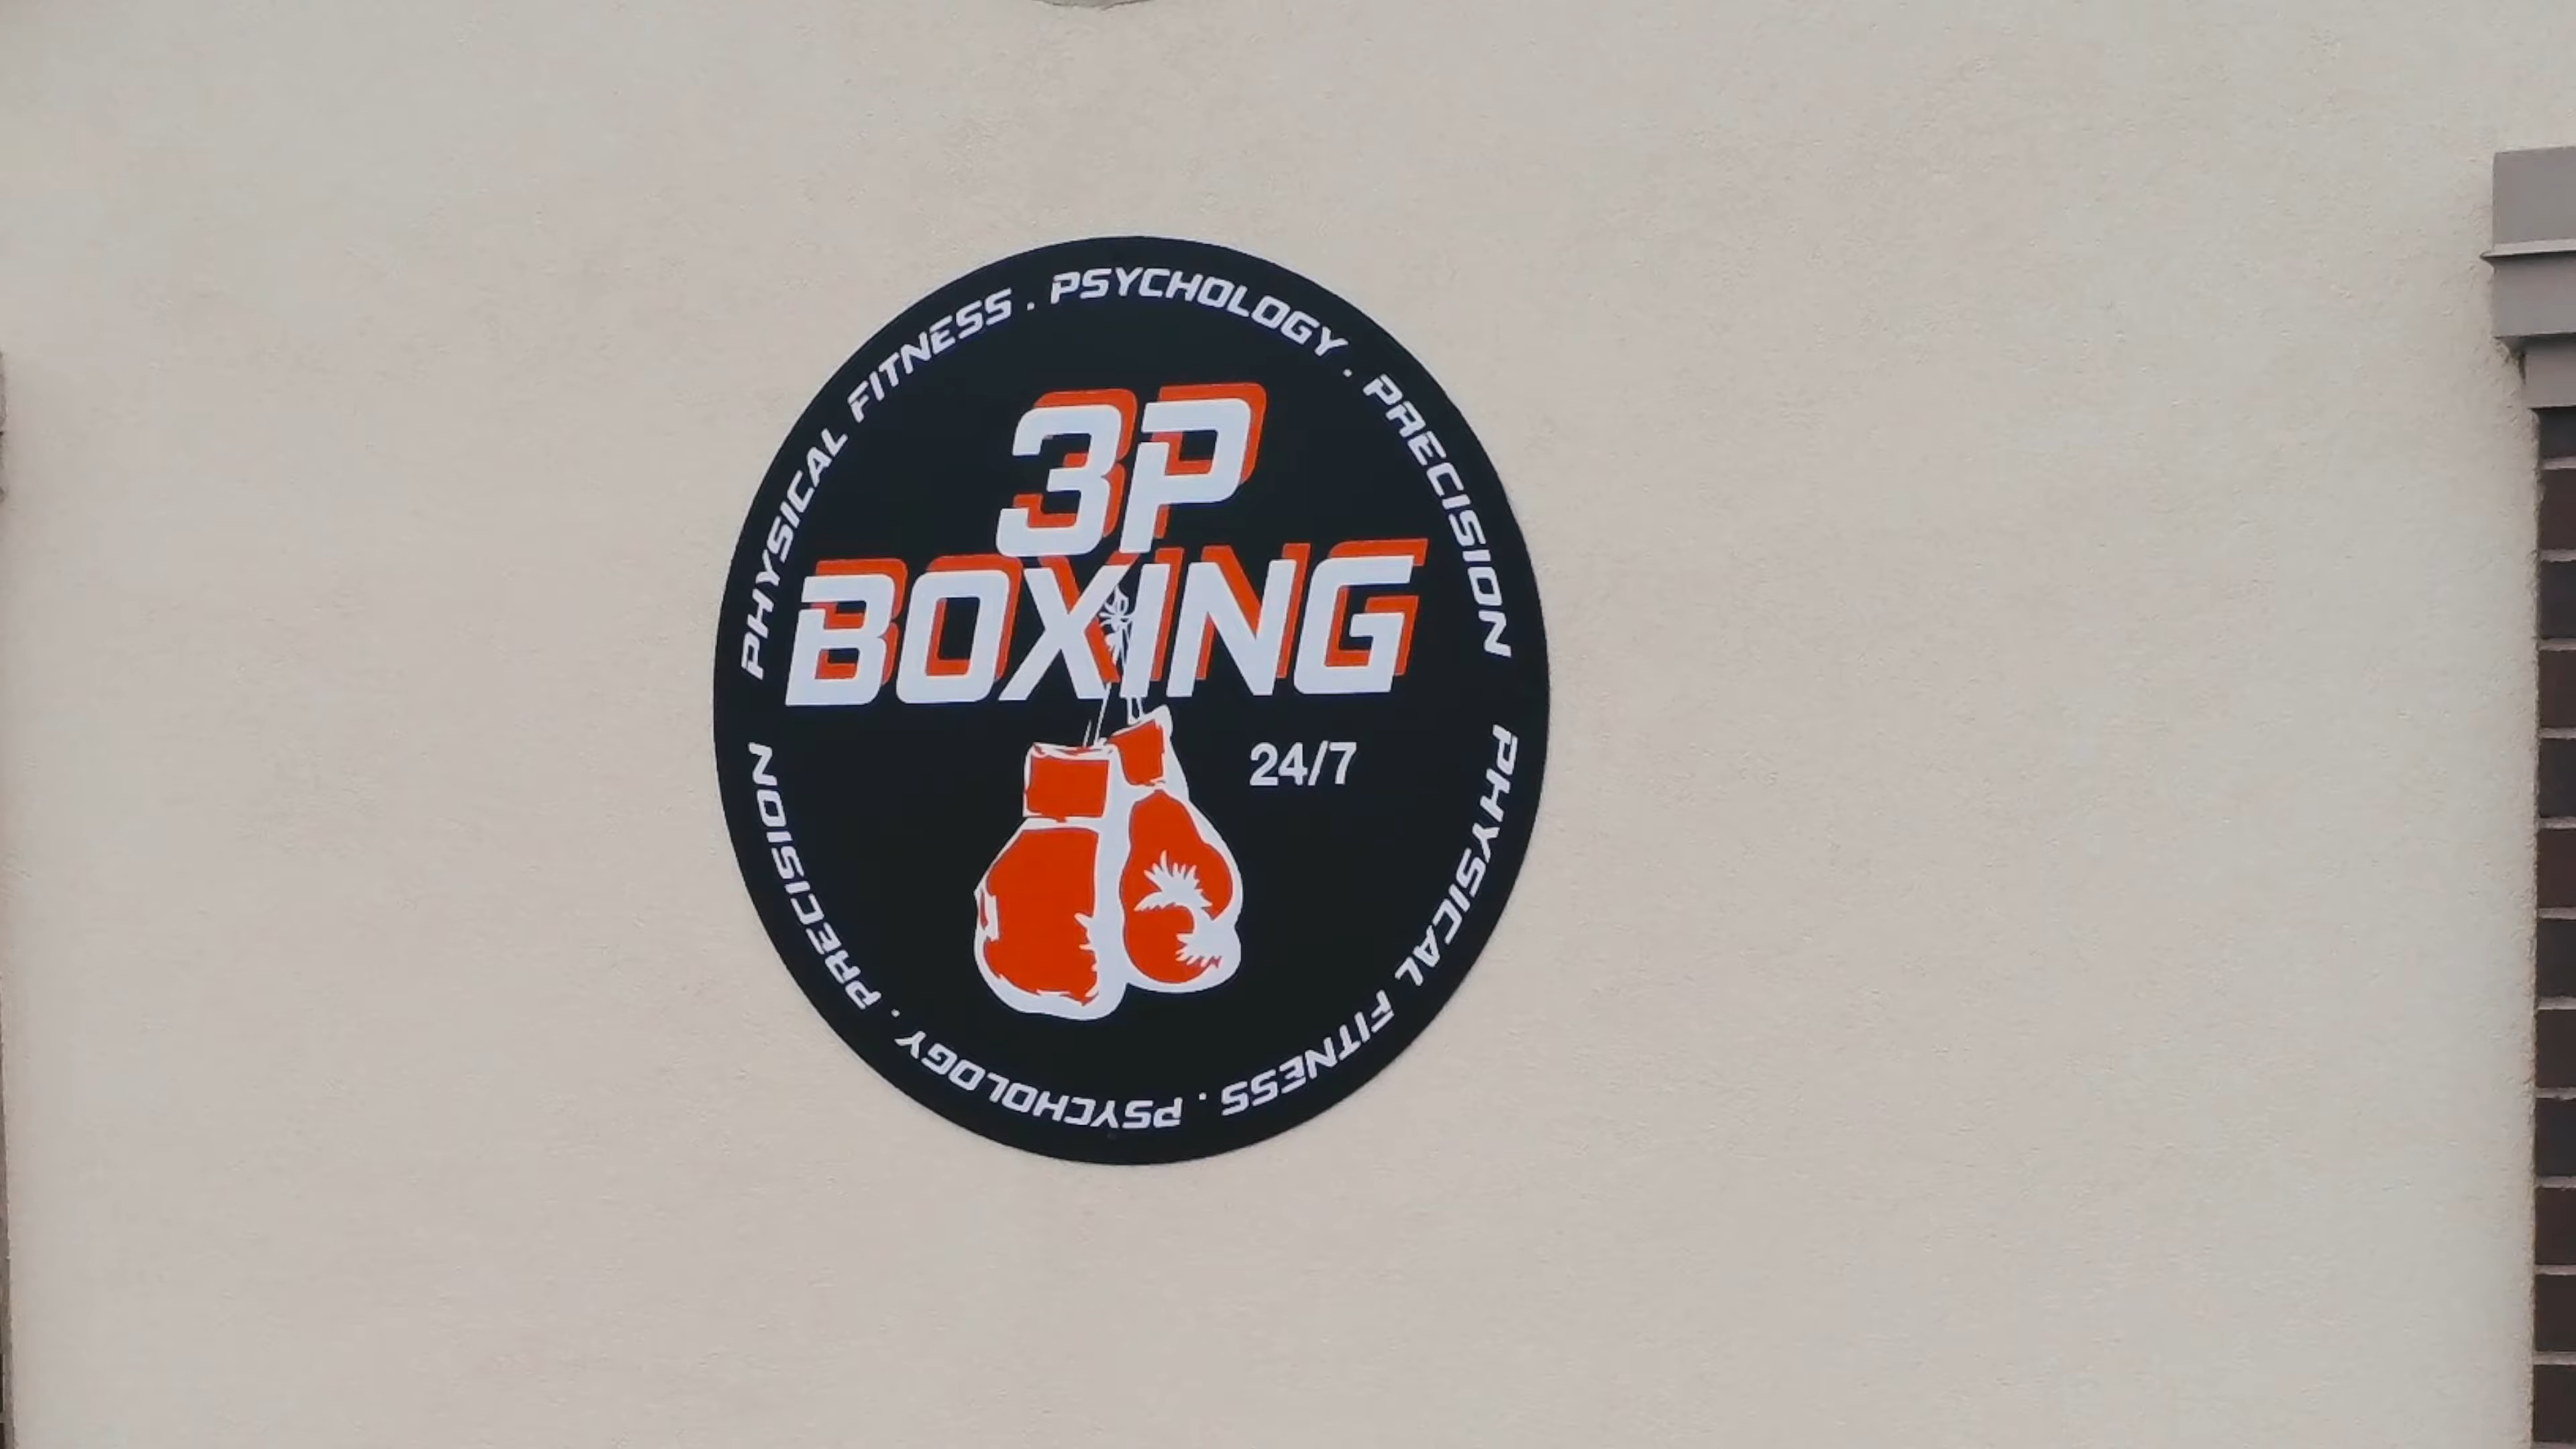 PHYSICAL FITNESS . PSYCHOLOGY . PRECISION
3P
BOXING
24/7
PHYSICAL FITNESS . PSYCHOLOGY . PRECISION